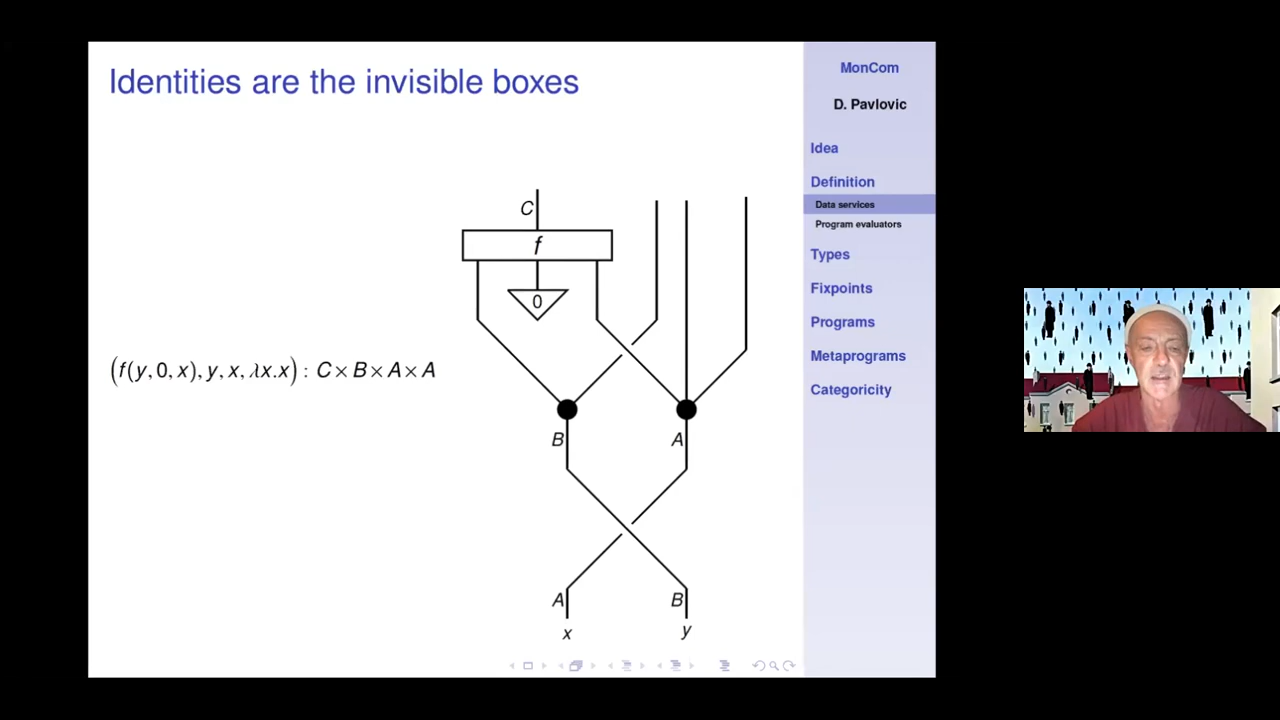 Identities are the invisible boxes
C
f
0
(f(y, 0, x), y, x, λx.x) : C × B × A × A
B
A
A
B
x
y
MonCom
D. Pavlovic
Idea
Definition
Data services
Program evaluators
Types
Fixpoints
Programs
Metaprograms
Categoricity